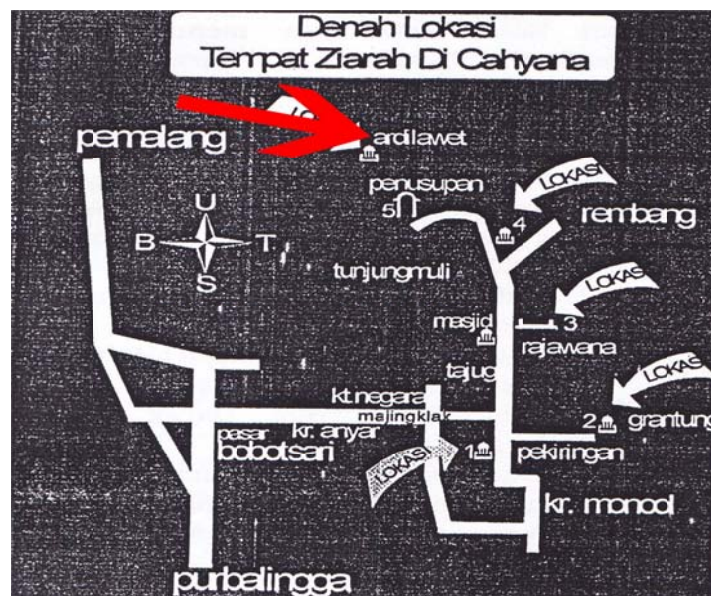 Denah Lokasi
Tempat Ziarah Di Cahyana
ardilawet
pemalang
penusupan
LOKASI
5
4
rembang
U
B
T
S
tunjungmuli
LOKASI
masjid
3
rajawana
tajug
LOKASI
kt.negara
majingklak
2
grantung
kr. anyar
pasar
bobotsari
LOKASI
1
pekiringan
kr. moncol
purbalingga